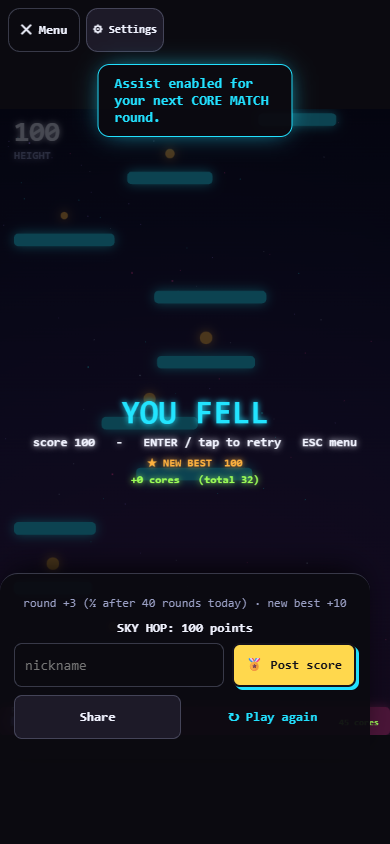 ✕ Menu
⚙ Settings
Assist enabled for
your next CORE MATCH
round.
100
HEIGHT
YOU FELL
score 100 - ENTER / tap to retry ESC menu
★ NEW BEST 100
+0 cores (total 32)
round +3 (½ after 40 rounds today) · new best +10
SKY HOP: 100 points
nickname
🏅 Post score
Share
↻ Play again